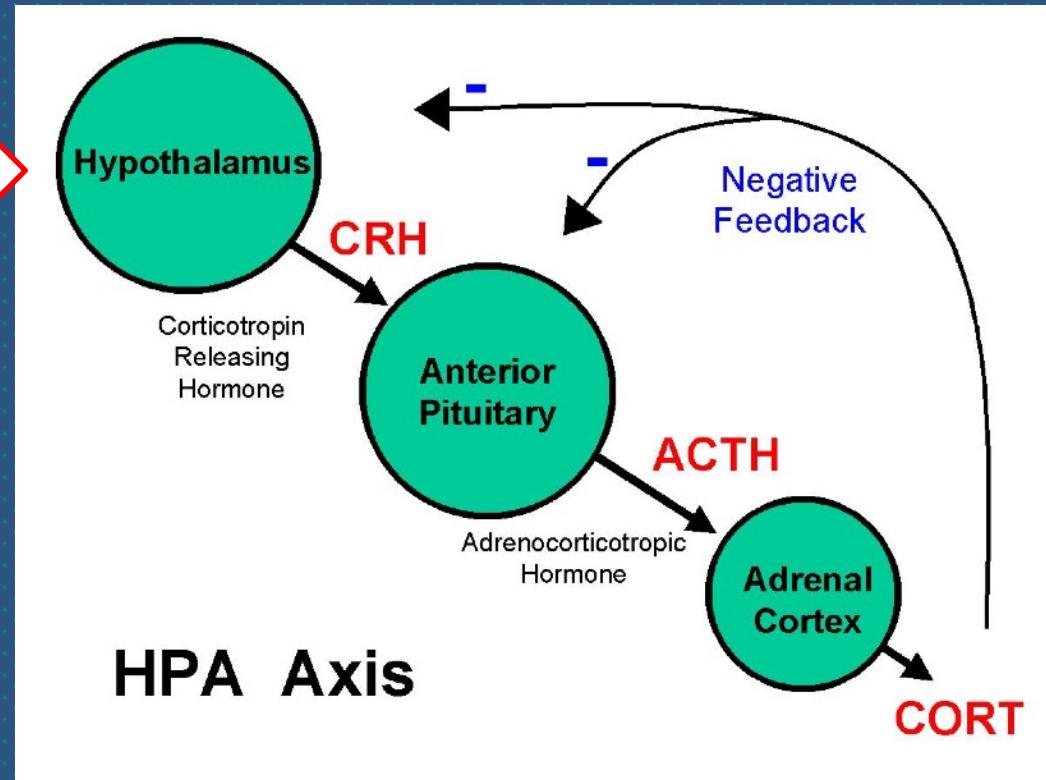 -
Hypothalamus
-
Negative
Feedback
CRH
Corticotropin
Releasing
Hormone
Anterior
Pituitary
ACTH
Adrenocorticotropic
Hormone
Adrenal
Cortex
HPA Axis
CORT